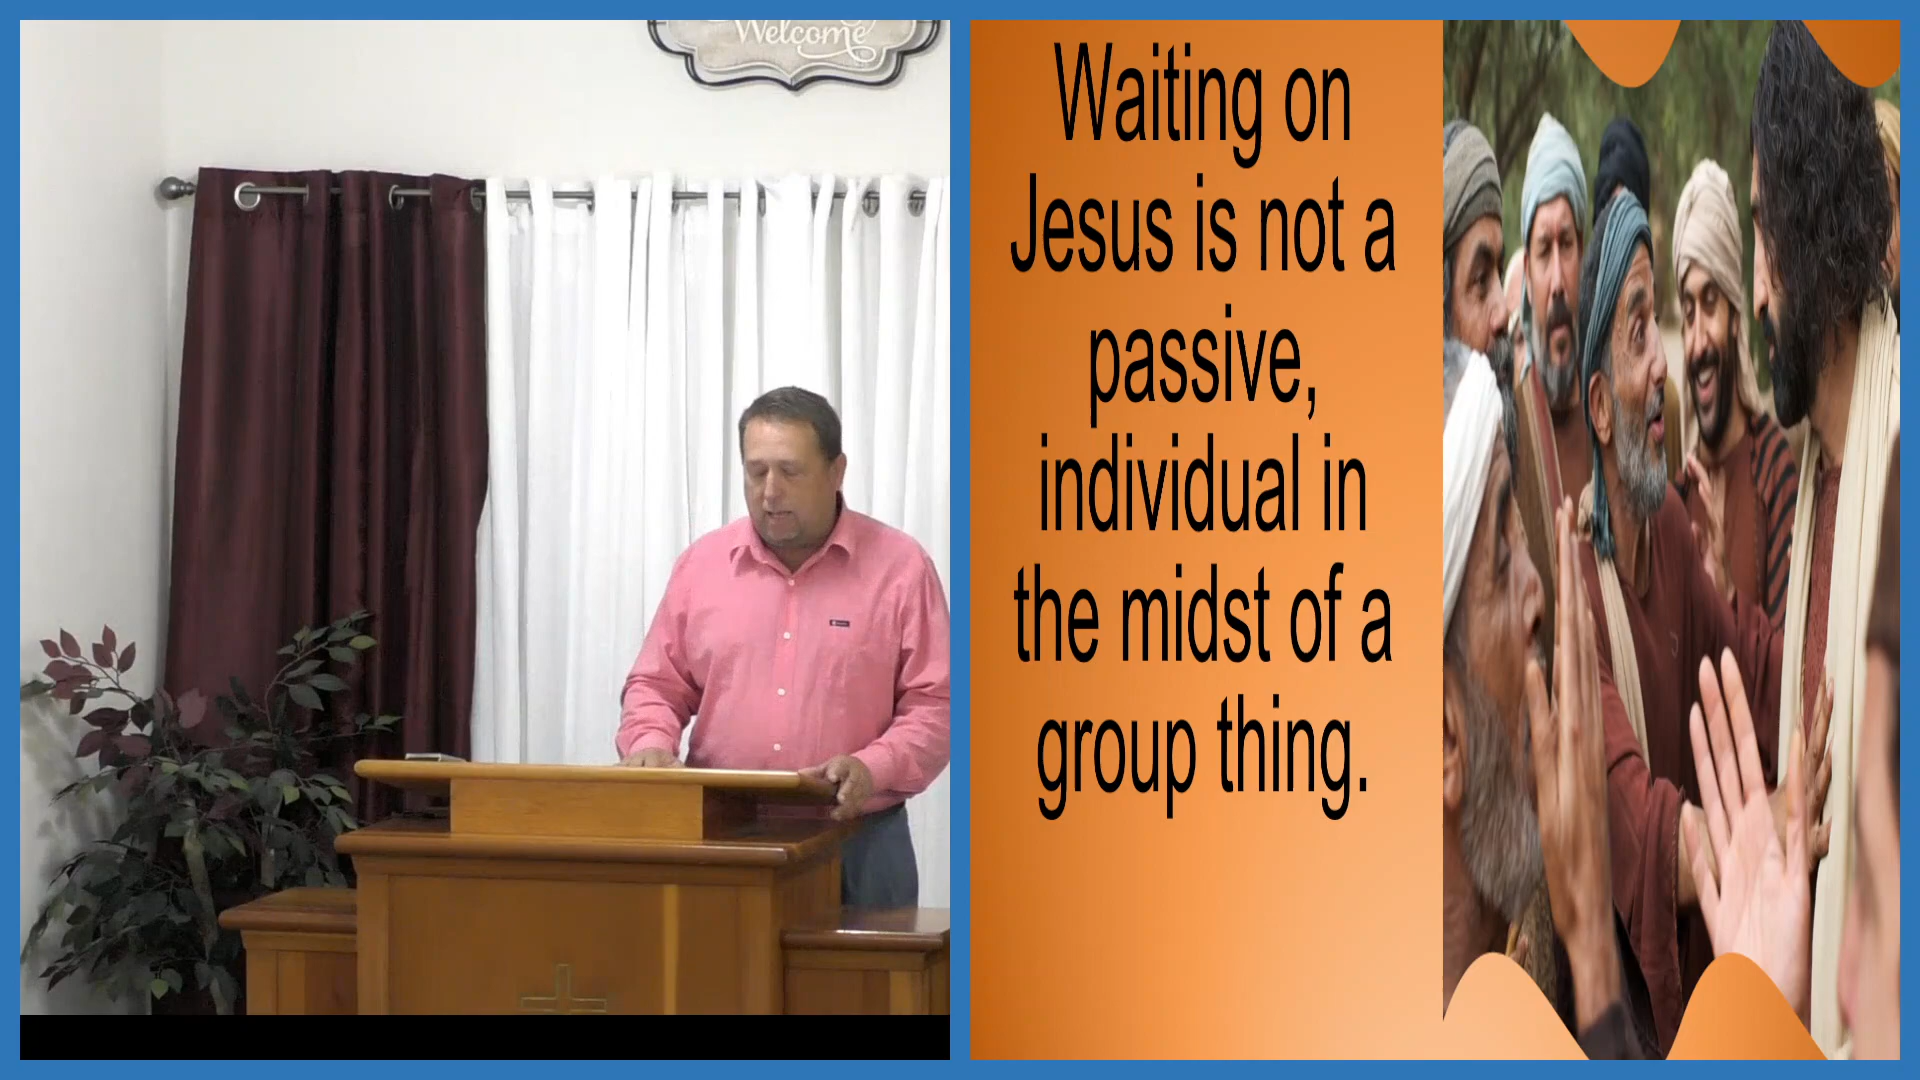 Welcome
Waiting on
Jesus is not a
passive,
individual in
the midst of a
group thing.